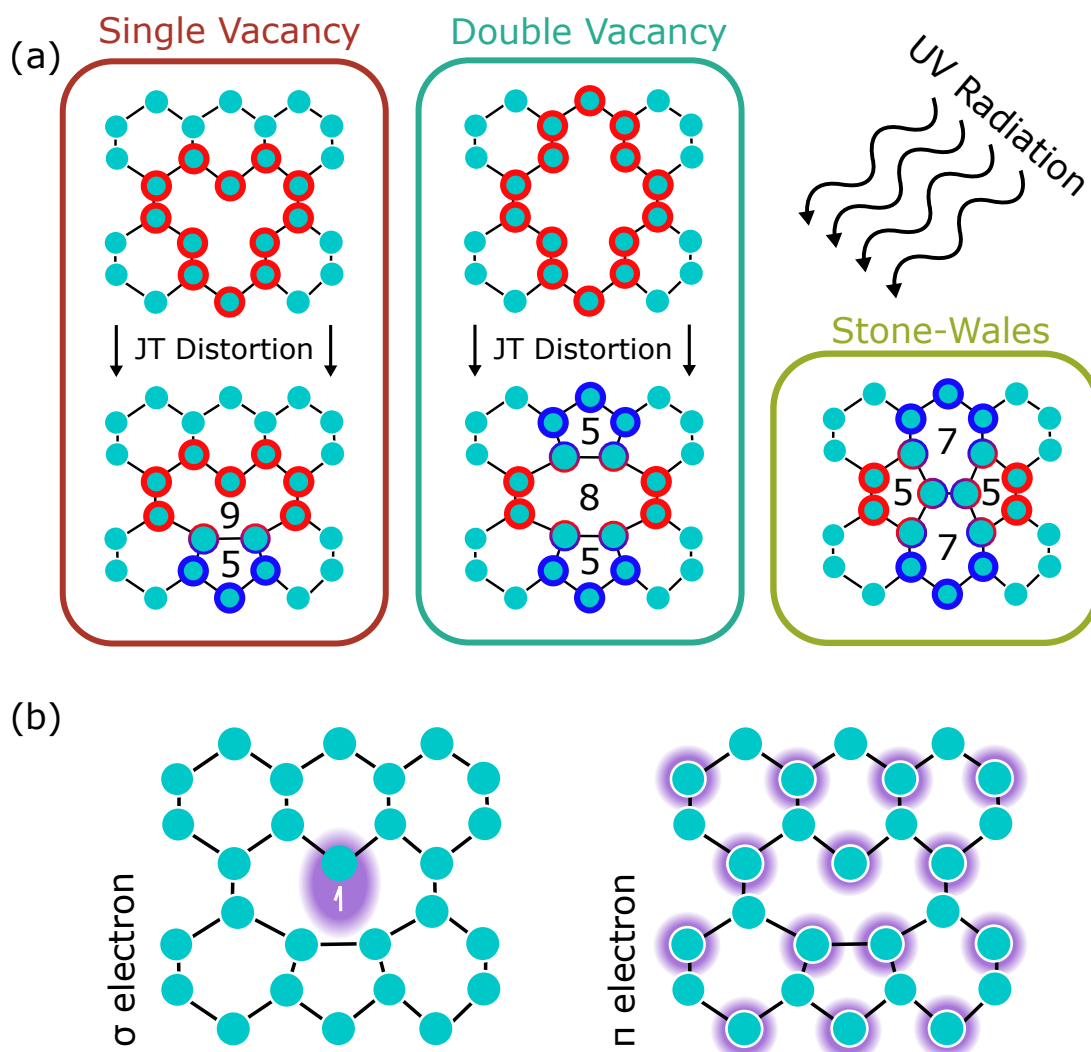 (a)
Single Vacancy
Double Vacancy
UV Radiation
JT Distortion
JT Distortion
Stone-Wales
9
5
5
8
5
7
5
5
7
(b)
σ electron
1
π electron